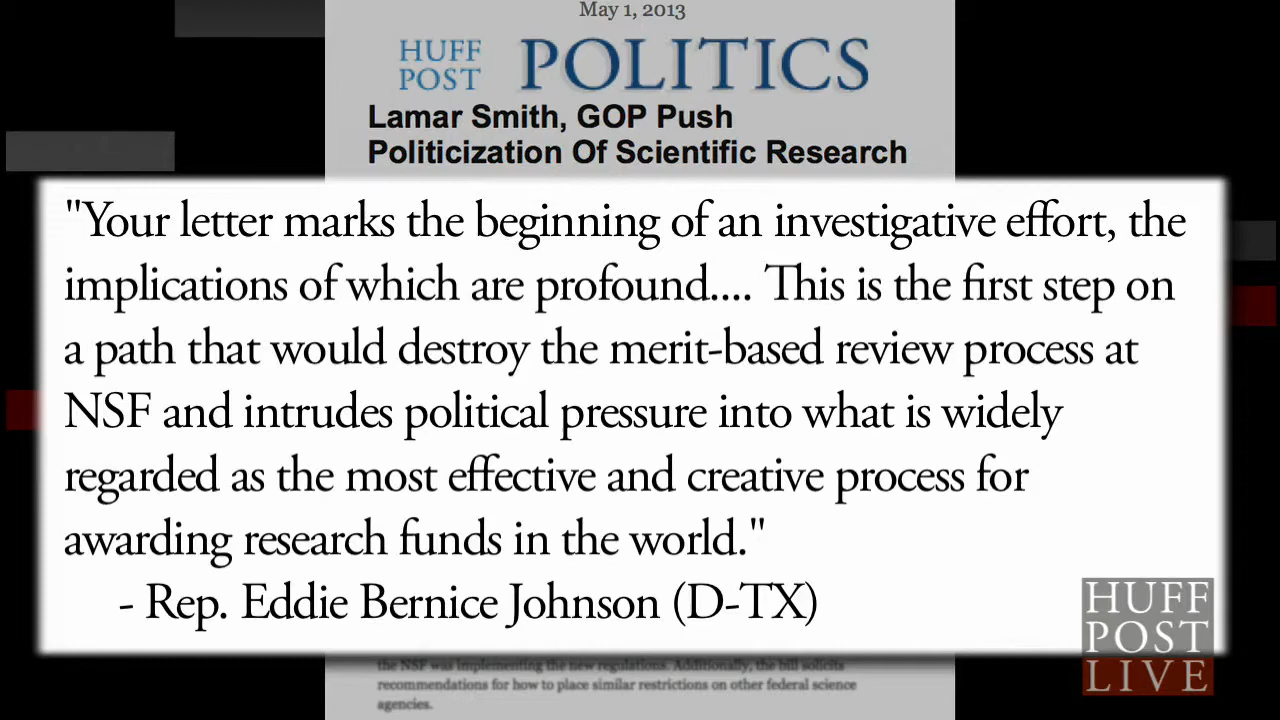 May 1, 2013
HUFF
POST
POLITICS
Lamar Smith, GOP Push
Politicization Of Scientific Research
"Your letter marks the beginning of an investigative effort, the
implications of which are profound.... This is the first step on
a path that would destroy the merit-based review process at
NSF and intrudes political pressure into what is widely
regarded as the most effective and creative process for
awarding research funds in the world."
- Rep. Eddie Bernice Johnson (D-TX)
the NSF was implementing the new regulations. Additionally, the bill solicits
recommendations for how to place similar restrictions on other federal science
agencies.
HUFF
POST
LIVE